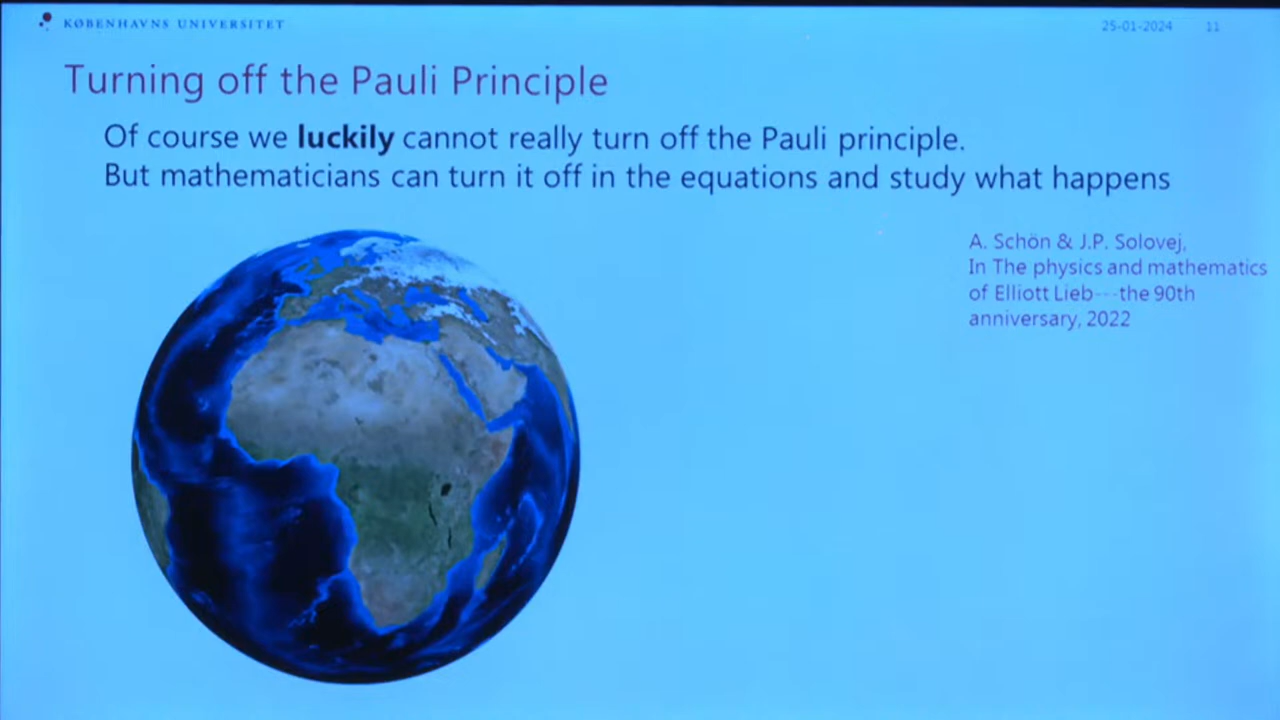 KØBENHAVNS UNIVERSITET
25-01-2024 11
Turning off the Pauli Principle
Of course we luckily cannot really turn off the Pauli principle.
But mathematicians can turn it off in the equations and study what happens
A. Schön & J.P. Solovej,
In The physics and mathematics
of Elliott Lieb---the 90th
anniversary, 2022